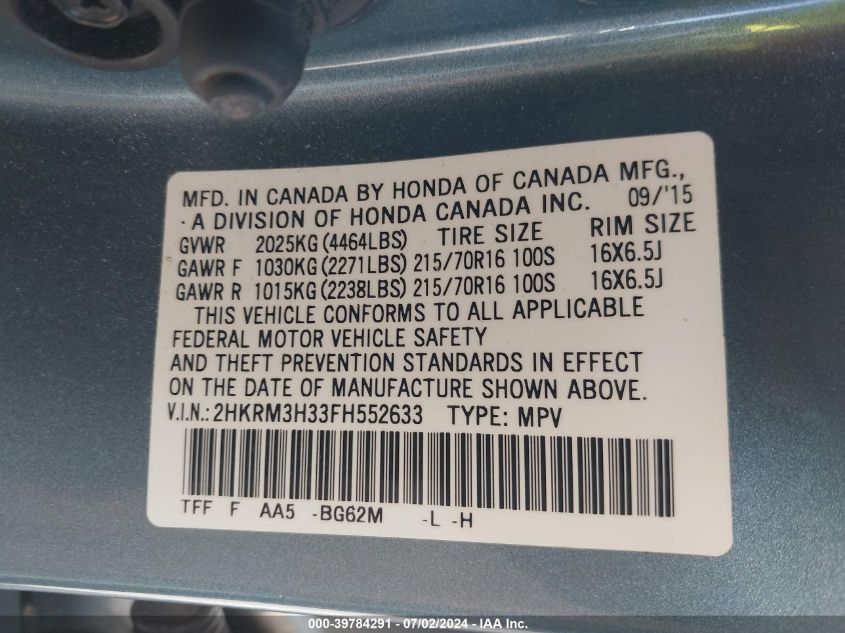 MFD. IN CANADA BY HONDA OF CANADA MFG.,
- A DIVISION OF HONDA CANADA INC. 09/'15
GVWR 2025KG (4464LBS) TIRE SIZE RIM SIZE
GAWR F 1030KG (2271LBS) 215/70R16 100S 16X6.5J
GAWR R 1015KG (2238LBS) 215/70R16 100S 16X6.5J
THIS VEHICLE CONFORMS TO ALL APPLICABLE
FEDERAL MOTOR VEHICLE SAFETY
AND THEFT PREVENTION STANDARDS IN EFFECT
ON THE DATE OF MANUFACTURE SHOWN ABOVE.
V.I.N.: 2HKRM3H33FH552633 TYPE: MPV
TFF F AA5 -BG62M -L -H
000-39784291 - 07/02/2024 - IAA Inc.